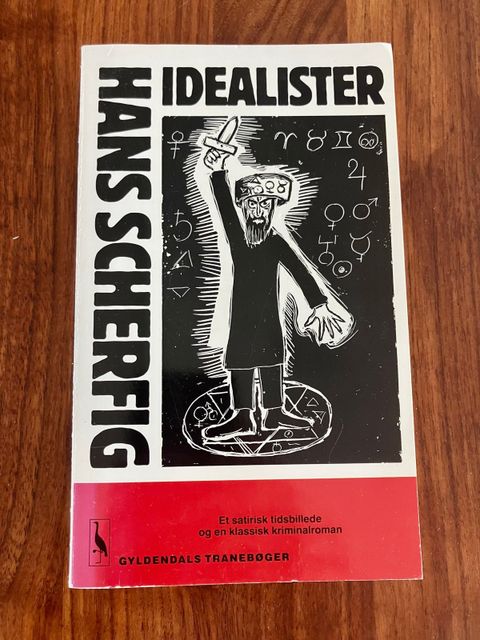 HANS SCHERFIG
IDEALISTER
Et satirisk tidsbillede
og en klassisk kriminalroman
GYLDENDALS TRANEBØGER